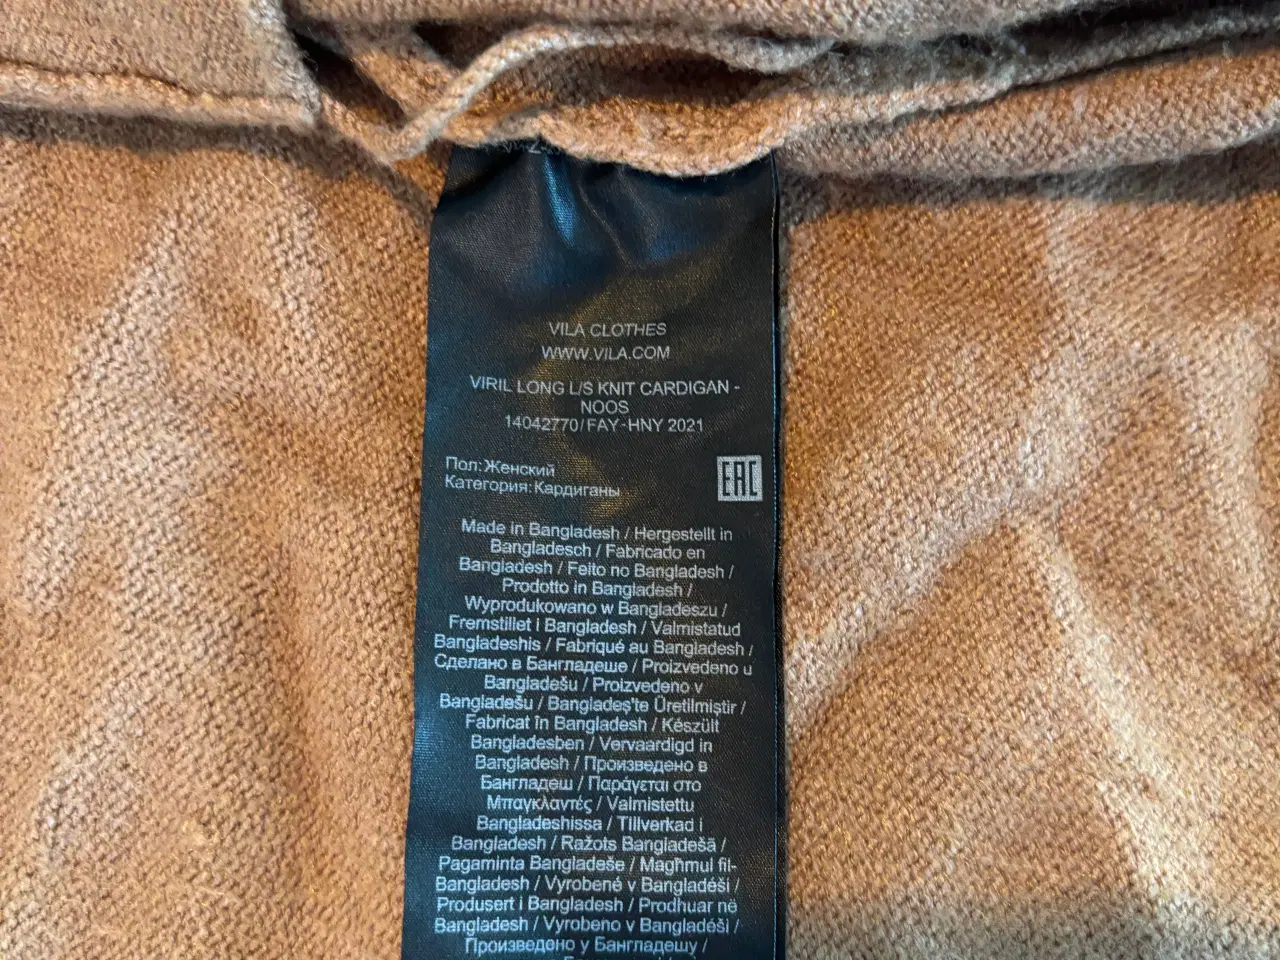 VILA CLOTHES
WWW.VILA.COM
VIRIL LONG L/S KNIT CARDIGAN -
NOOS
14042770/FAY-HNY 2021
Пол:Женский
Категория:Кардиганы
EAC
Made in Bangladesh / Hergestellt in
Bangladesch / Fabricado en
Bangladesh / Feito no Bangladesh /
Prodotto in Bangladesh /
Wyprodukowano w Bangladeszu /
Fremstillet i Bangladesh / Valmistatud
Bangladeshis / Fabriqué au Bangladesh /
Сделано в Бангладеше / Proizvedeno u
Bangladešu / Proizvedeno v
Bangladešu / Bangladeş'te Üretilmiştir /
Fabricat în Bangladesh / Készült
Bangladesben / Vervaardigd in
Bangladesh / Произведено в
Бангладеш / Παράγεται στο
Μπαγκλαντές / Valmistettu
Bangladeshissa / Tillverkad i
Bangladesh / Ražots Bangladešā /
Pagaminta Bangladeše / Magħmul fil-
Bangladesh / Vyrobené v Bangladéši /
Produsert i Bangladesh / Prodhuar në
Bangladesh / Vyrobeno v Bangladéši /
Произведено у Бангладешу /